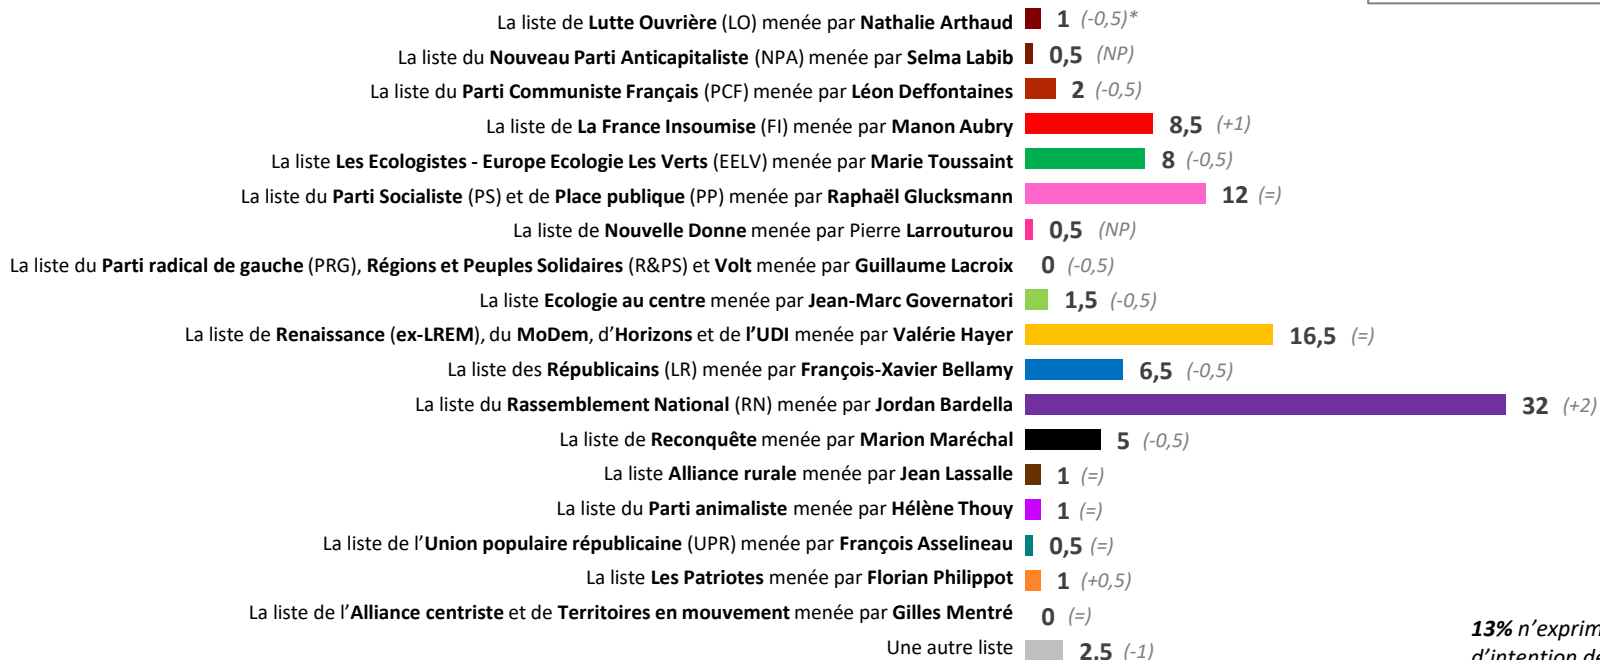 La liste de Lutte Ouvrière (LO) menée par Nathalie Arthaud 1 (-0,5)*
La liste du Nouveau Parti Anticapitaliste (NPA) menée par Selma Labib 0,5 (NP)
La liste du Parti Communiste Français (PCF) menée par Léon Deffontaines 2 (-0,5)
La liste de La France Insoumise (FI) menée par Manon Aubry 8,5 (+1)
La liste Les Ecologistes - Europe Ecologie Les Verts (EELV) menée par Marie Toussaint 8 (-0,5)
La liste du Parti Socialiste (PS) et de Place publique (PP) menée par Raphaël Glucksmann 12 (=)
La liste de Nouvelle Donne menée par Pierre Larrouturou 0,5 (NP)
La liste du Parti radical de gauche (PRG), Régions et Peuples Solidaires (R&PS) et Volt menée par Guillaume Lacroix 0 (-0,5)
La liste Ecologie au centre menée par Jean-Marc Governatori 1,5 (-0,5)
La liste de Renaissance (ex-LREM), du MoDem, d’Horizons et de l’UDI menée par Valérie Hayer 16,5 (=)
La liste des Républicains (LR) menée par François-Xavier Bellamy 6,5 (-0,5)
La liste du Rassemblement National (RN) menée par Jordan Bardella 32 (+2)
La liste de Reconquête menée par Marion Maréchal 5 (-0,5)
La liste Alliance rurale menée par Jean Lassalle 1 (=)
La liste du Parti animaliste menée par Hélène Thouy 1 (=)
La liste de l’Union populaire républicaine (UPR) menée par François Asselineau 0,5 (=)
La liste Les Patriotes menée par Florian Philippot 1 (+0,5)
La liste de l’Alliance centriste et de Territoires en mouvement menée par Gilles Mentré 0 (=)
Une autre liste 2,5 (-1)
13% n’exprim
d’intention de